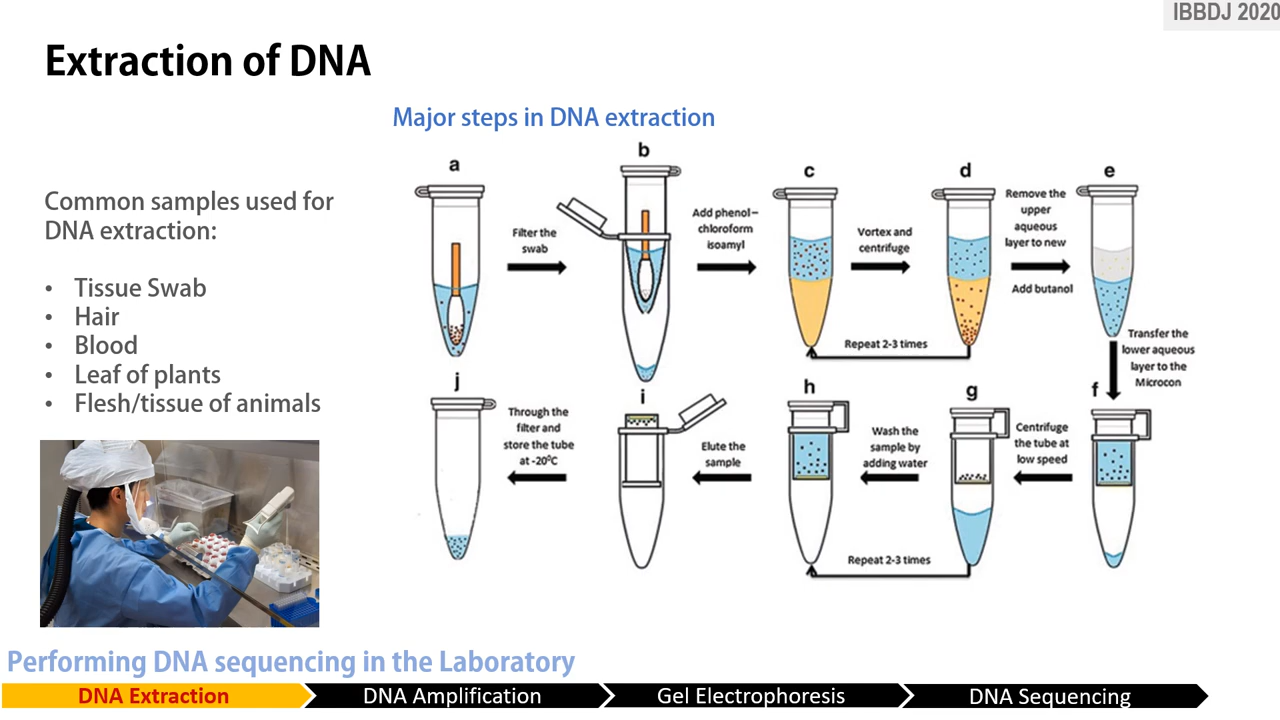 IBBDJ 2020
Extraction of DNA
Major steps in DNA extraction
Common samples used for
DNA extraction:
• Tissue Swab
• Hair
• Blood
• Leaf of plants
• Flesh/tissue of animals
a
Filter the
swab
b
Add phenol–
chloroform
isoamyl
c
Vortex and
centrifuge
d
Repeat 2-3 times
Remove the
upper
aqueous
layer to new
Add butanol
e
Transfer the
lower aqueous
layer to the
Microcon
f
Centrifuge
the tube at
low speed
g
Wash the
sample by
adding water
h
Repeat 2-3 times
Elute the
sample
i
Through the
filter and
store the tube
at -20⁰C
j
Performing DNA sequencing in the Laboratory
DNA Extraction
DNA Amplification
Gel Electrophoresis
DNA Sequencing